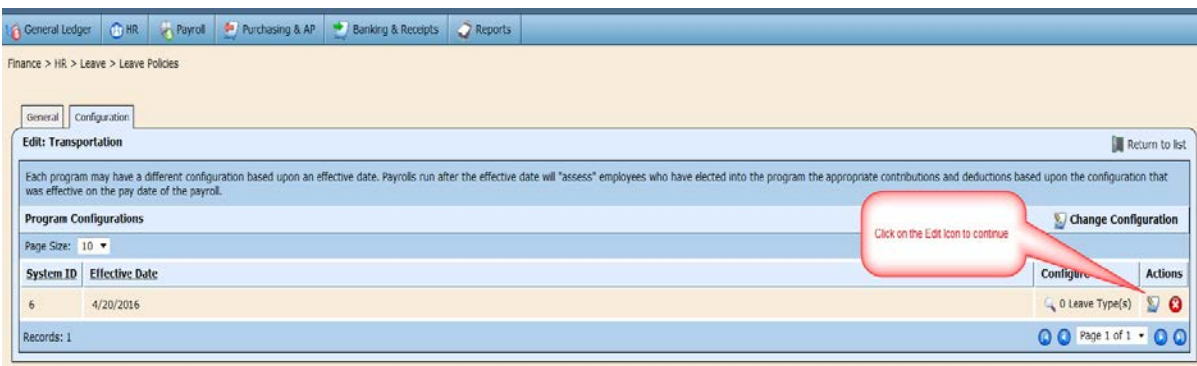 General Ledger HR Payroll Purchasing & AP Banking & Receipts Reports
Finance > HR > Leave > Leave Policies
General Configuration
Edit: Transportation Return to list
Each program may have a different configuration based upon an effective date. Payrolls run after the effective date will "assess" employees who have elected into the program the appropriate contributions and deductions based upon the configuration that
was effective on the pay date of the payroll.
Program Configurations Change Configuration
Click on the Edit Icon to continue
Page Size: 10
System ID Effective Date Configure Actions
6 4/20/2016 0 Leave Type(s)
Records: 1 Page 1 of 1